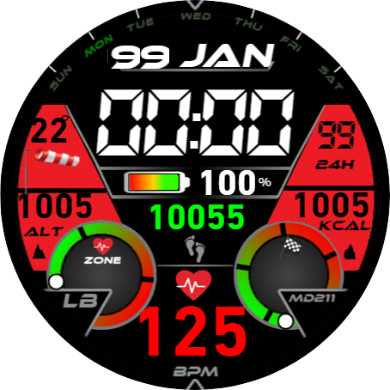 SUN MON TUE WED THU FRI SAT
99 JAN
00:00
22° 99
24H
100%
1005 10055 1005
ALT KCAL
ZONE
LB MD211
125
BPM